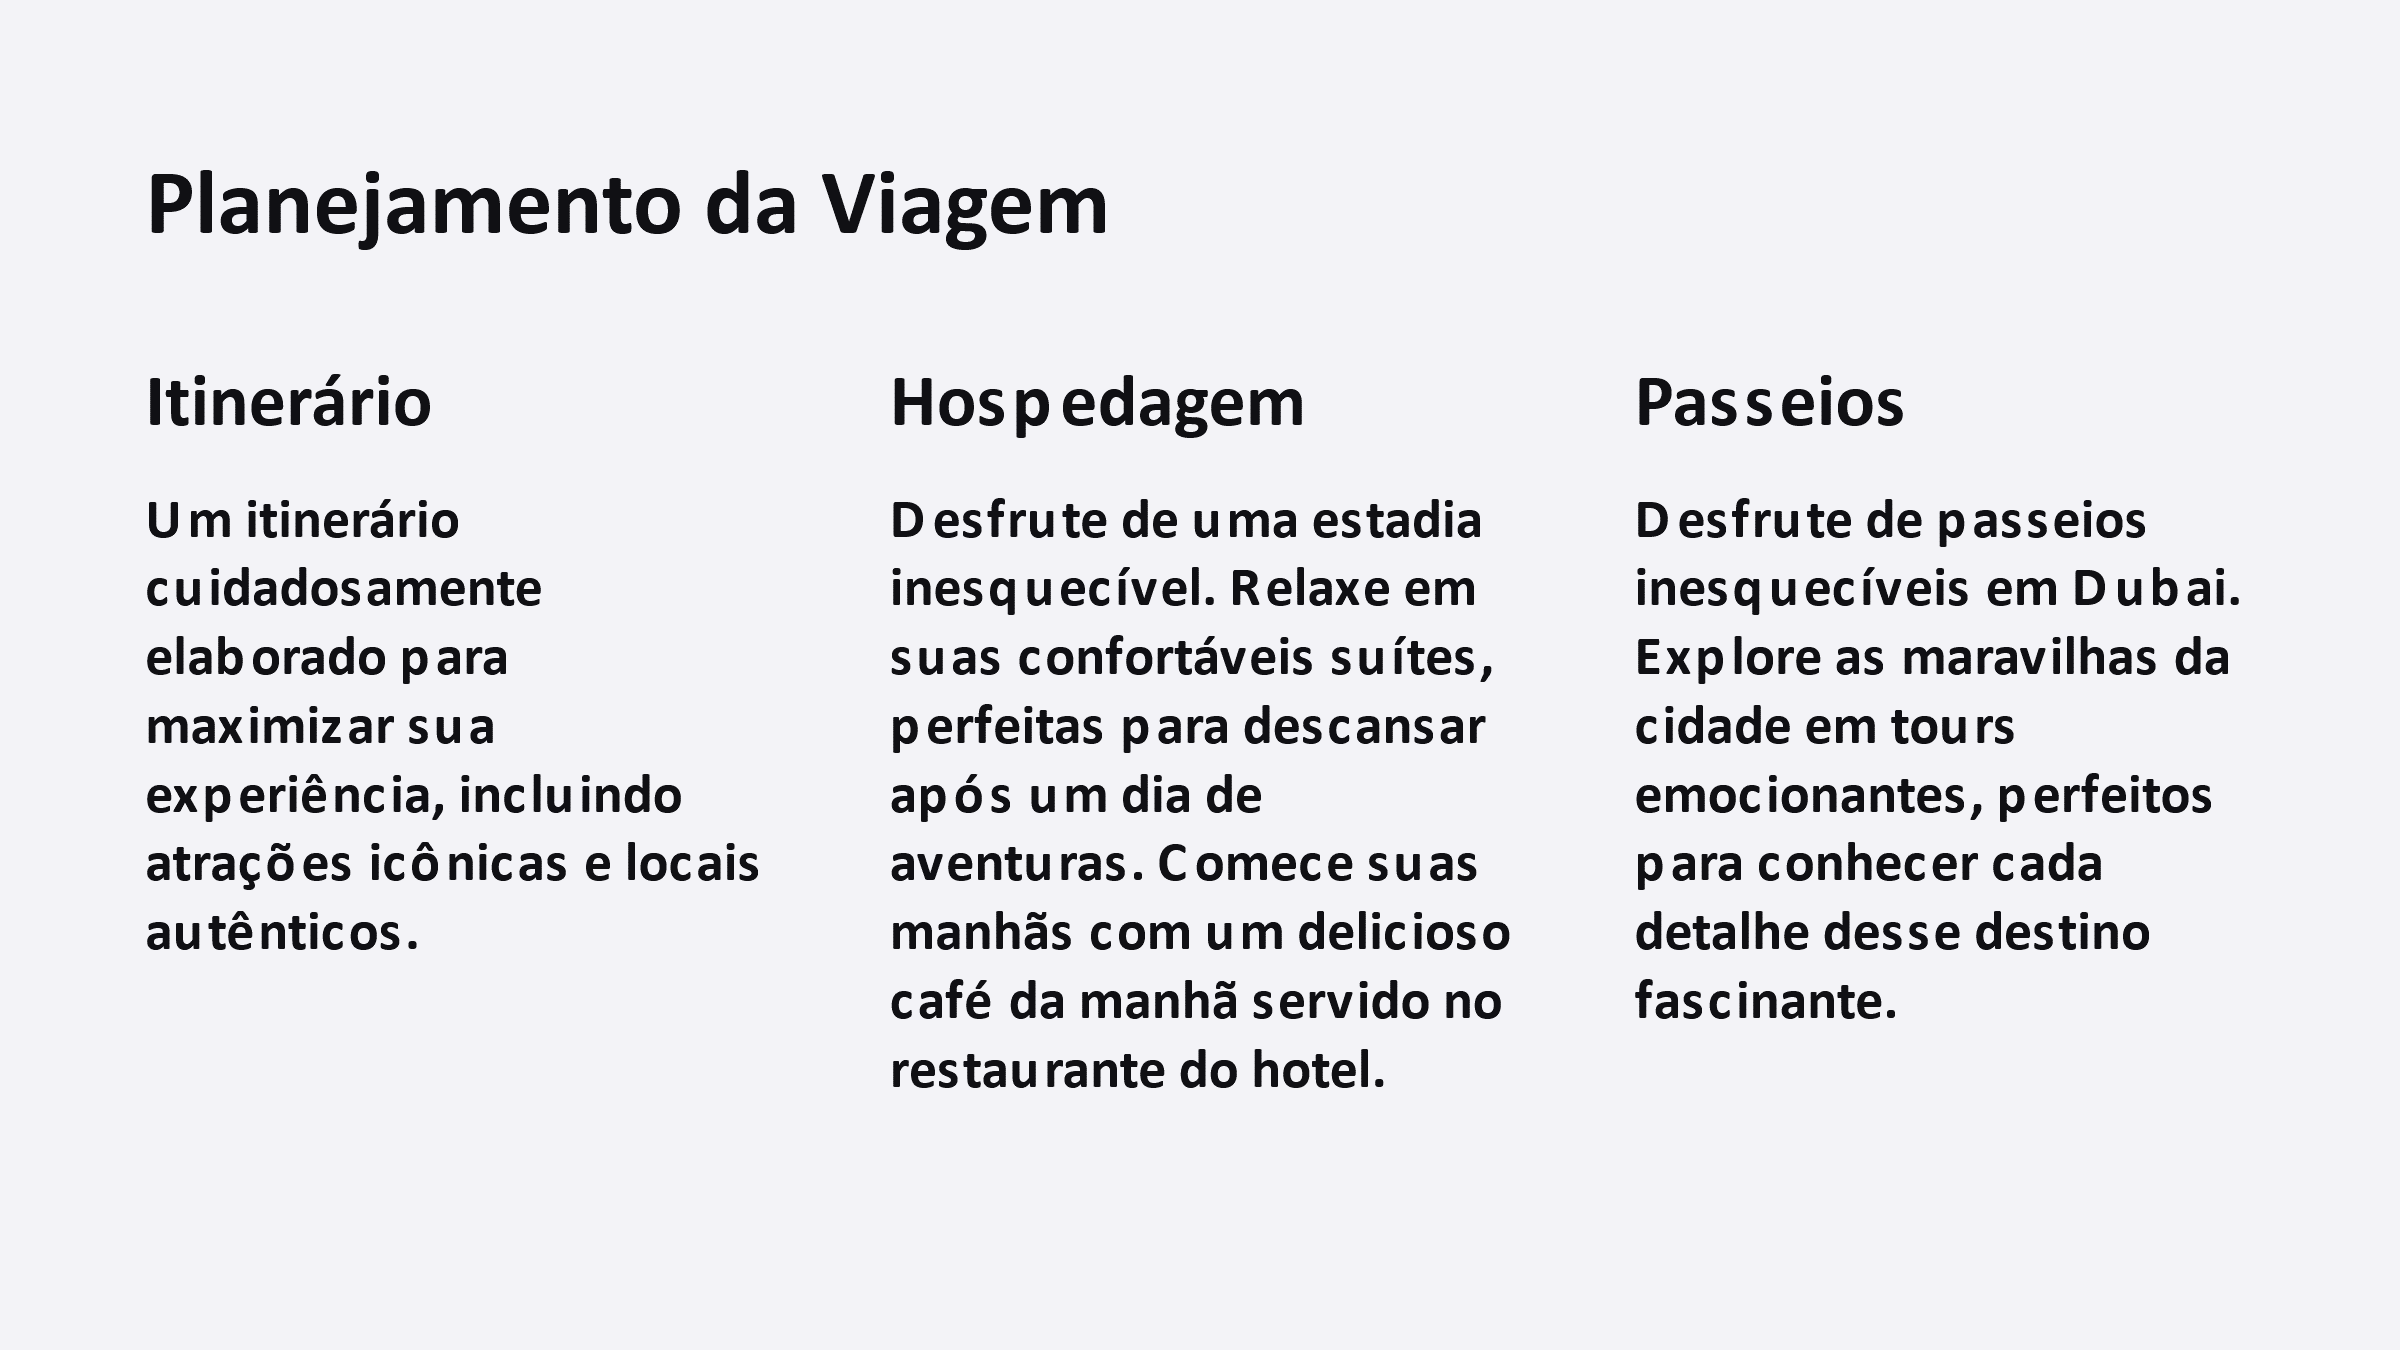 Planejamento da Viagem
Itinerário
Um itinerário
cuidadosamente
elaborado para
maximizar sua
experiência, incluindo
atrações icônicas e locais
autênticos.
Hospedagem
Desfrute de uma estadia
inesquecível. Relaxe em
suas confortáveis suítes,
perfeitas para descansar
após um dia de
aventuras. Comece suas
manhãs com um delicioso
café da manhã servido no
restaurante do hotel.
Passeios
Desfrute de passeios
inesquecíveis em Dubai.
Explore as maravilhas da
cidade em tours
emocionantes, perfeitos
para conhecer cada
detalhe desse destino
fascinante.